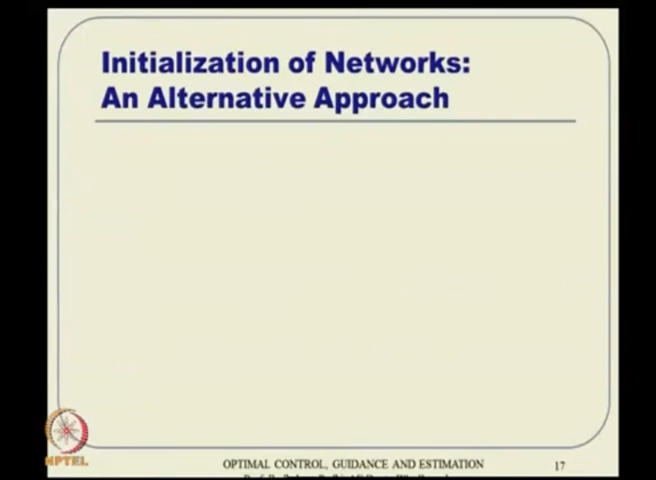 Initialization of Networks:
An Alternative Approach
NPTEL
OPTIMAL CONTROL, GUIDANCE AND ESTIMATION
17